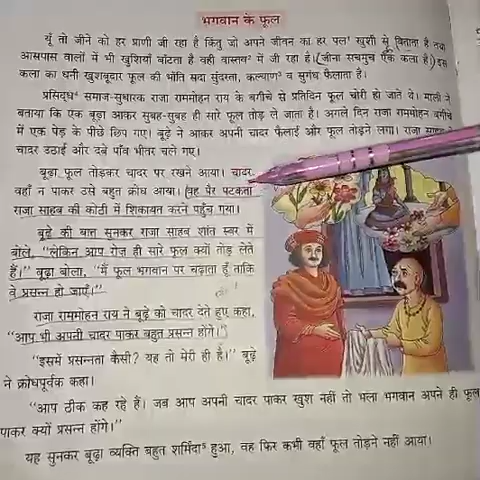 भगवान के फूल
यूँ तो जीने को हर प्राणी जी रहा है किंतु जो अपने जीवन का हर पल¹ खुशी में बिताता है तथा
आसपास वालों में भी खुशियाँ बाँटता है वही वास्तव² में जी रहा है। (जीना सचमुच एक कला है।) इस
कला का धनी खुशबूदार फूल की भाँति सदा सुंदरता, कल्याण³ व सुगंध फैलाता है।
प्रसिद्ध⁴ समाज-सुधारक राजा राममोहन राय के बगीचे से प्रतिदिन फूल चोरी हो जाते थे। माली ने
बताया कि एक बूढ़ा आकर सुबह-सुबह ही सारे फूल तोड़ ले जाता है। अगले दिन राजा राममोहन बगीचे
में एक पेड़ के पीछे छिप गए। बूढ़े ने आकर अपनी चादर फैलाई और फूल तोड़ने लगा। राजा
चादर उठाई और दबे पाँव भीतर चले गए।
बूढ़ा फूल तोड़कर चादर पर रखने आया। चादर
वहाँ न पाकर उसे बहुत क्रोध आया। (वह पैर पटकता
राजा साहब की कोठी में शिकायत करने पहुँच गया।
बूढ़े की बात सुनकर राजा साहब शांत स्वर में
बोले, “लेकिन आप रोज़ ही सारे फूल क्यों तोड़ लेते
हैं।” बूढ़ा बोला, “मैं फूल भगवान पर चढ़ाता हूँ ताकि
वे प्रसन्न हो जाएँ।”
राजा राममोहन राय ने बूढ़े को चादर देते हुए कहा,
“आप भी अपनी चादर पाकर बहुत प्रसन्न होंगे।”
“इसमें प्रसन्नता कैसी? यह तो मेरी ही है।” बूढ़े
ने क्रोधपूर्वक कहा।
“आप ठीक कह रहे हैं। जब आप अपनी चादर पाकर खुश नहीं तो भला भगवान अपने ही फूल
पाकर क्यों प्रसन्न होंगे।”
यह सुनकर बूढ़ा व्यक्ति बहुत शर्मिंदा⁵ हुआ, वह फिर कभी वहाँ फूल तोड़ने नहीं आया।